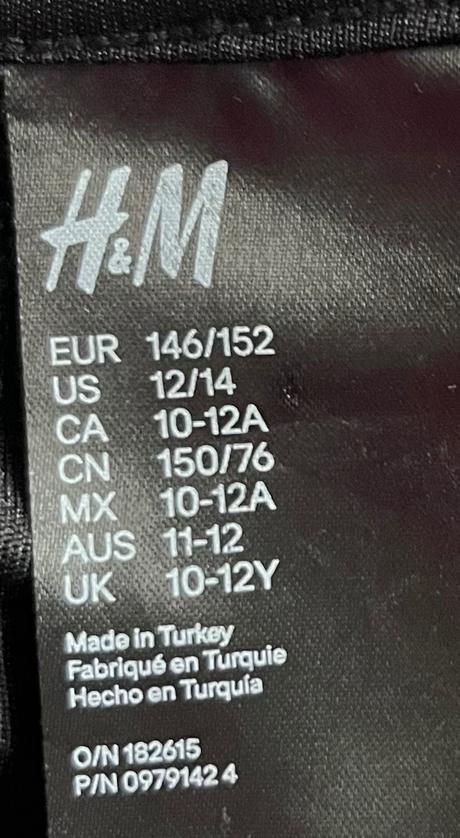 H&M
EUR 146/152
US 12/14
CA 10-12A
CN 150/76
MX 10-12A
AUS 11-12
UK 10-12Y
Made in Turkey
Fabriqué en Turquie
Hecho en Turquía
O/N 182615
P/N 0979142 4